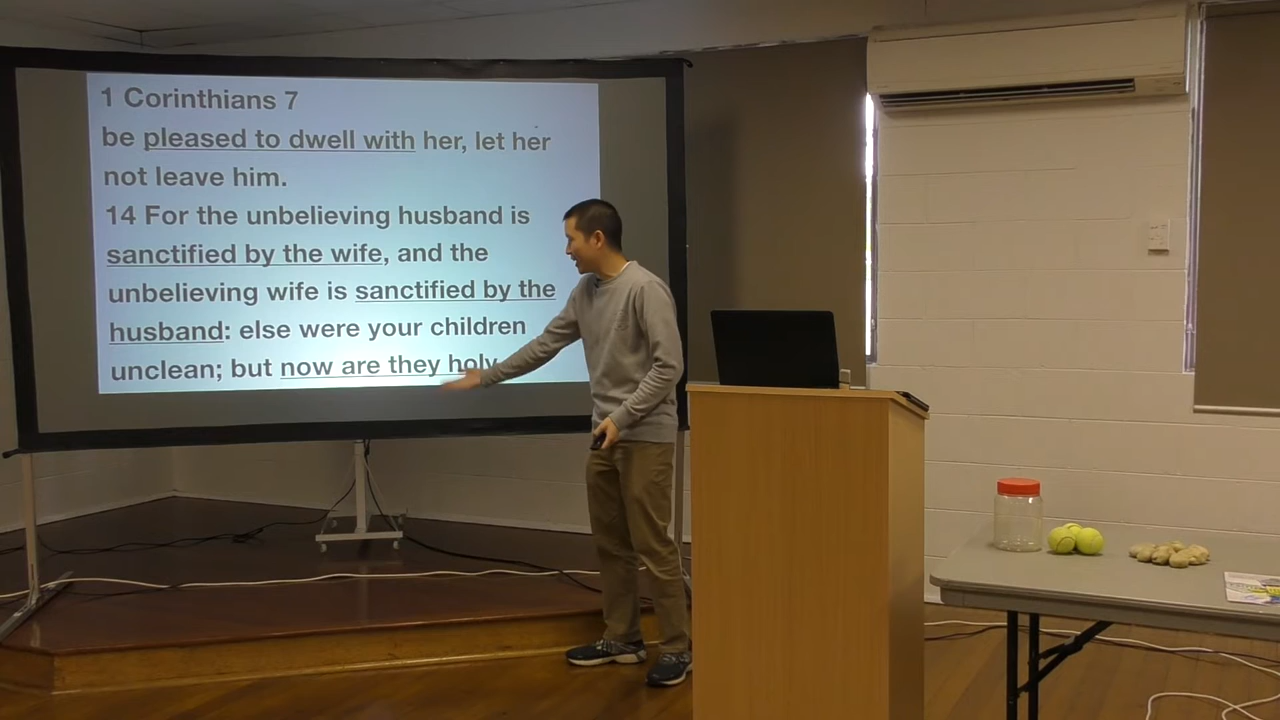 1 Corinthians 7
be pleased to dwell with her, let her
not leave him.
14 For the unbelieving husband is
sanctified by the wife, and the
unbelieving wife is sanctified by the
husband: else were your children
unclean; but now are they holy